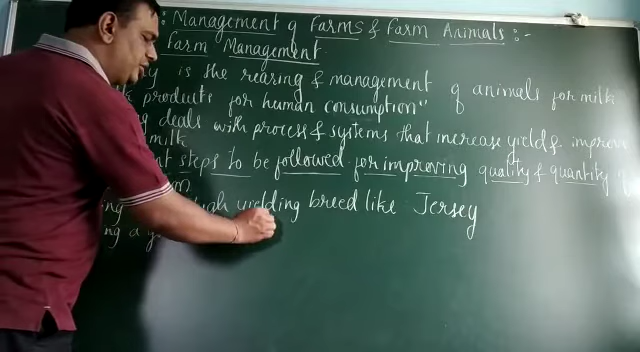 : Management of Farms & Farm Animals :-
Farm Management
is the rearing & management of animals for milk
products for human consumption"
deals with process & systems that increase yield & improve
milk
steps to be followed for improving quality & quantity of
high yielding breed like Jersey